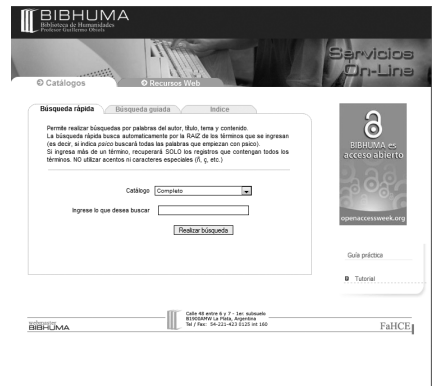 BIBHUMA
Biblioteca de Humanidades
Profesor Guillermo Obiols
Servicios
On-Line
Catálogos
Recursos Web
Búsqueda rápida
Búsqueda guiada
Indice
Permite realizar búsquedas por palabras del autor, título, tema y contenido.
La búsqueda rápida busca automaticamente por la RAIZ de los términos que se ingresan
(es decir, si indica psico buscará todas las palabras que empiezan con psico).
Si ingresa más de un término, recuperará SOLO los registros que contengan todos los
términos. NO utilizar acentos ni caracteres especiales (ñ, ç, etc.)
Catálogo
Completo
Ingrese lo que desea buscar
Realizar búsqueda
BIBHUMA es
acceso abierto
openaccessweek.org
Guía práctica
Tutorial
BIBHUMA
Calle 48 entre 6 y 7 - 1er. subsuelo
B1900AMW La Plata, Argentina
Tel / Fax: 54-221-423 0125 int 160
FaHCE